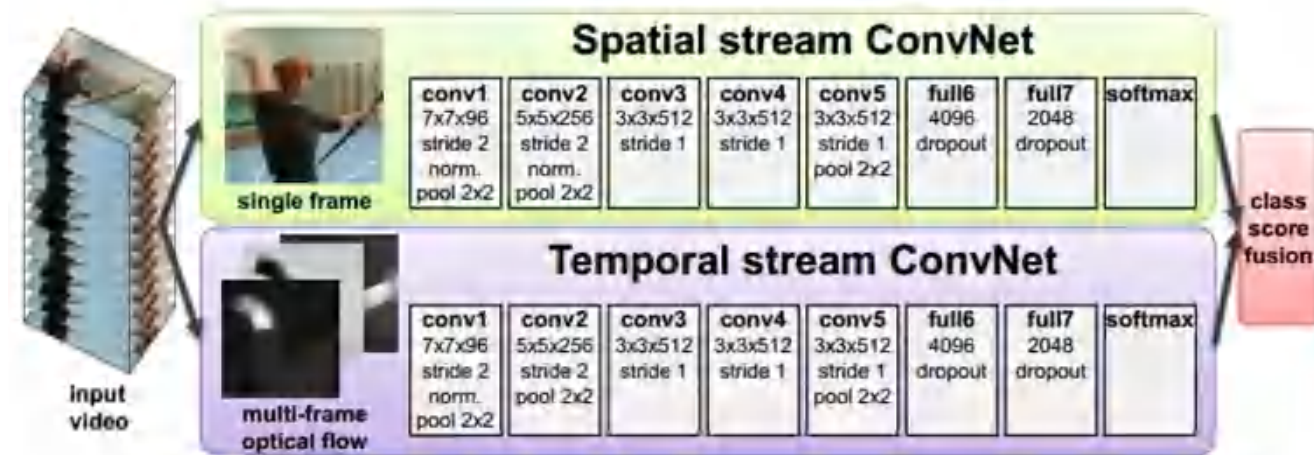 Spatial stream ConvNet
conv1
7x7x96
stride 2
norm.
pool 2x2
conv2
5x5x256
stride 2
norm.
pool 2x2
conv3
3x3x512
stride 1
conv4
3x3x512
stride 1
conv5
3x3x512
stride 1
pool 2x2
full6
4096
dropout
full7
2048
dropout
softmax
single frame
input
video
Temporal stream ConvNet
conv1
7x7x96
stride 2
norm.
pool 2x2
conv2
5x5x256
stride 2
pool 2x2
conv3
3x3x512
stride 1
conv4
3x3x512
stride 1
conv5
3x3x512
stride 1
pool 2x2
full6
4096
dropout
full7
2048
dropout
softmax
multi-frame
optical flow
class
score
fusion